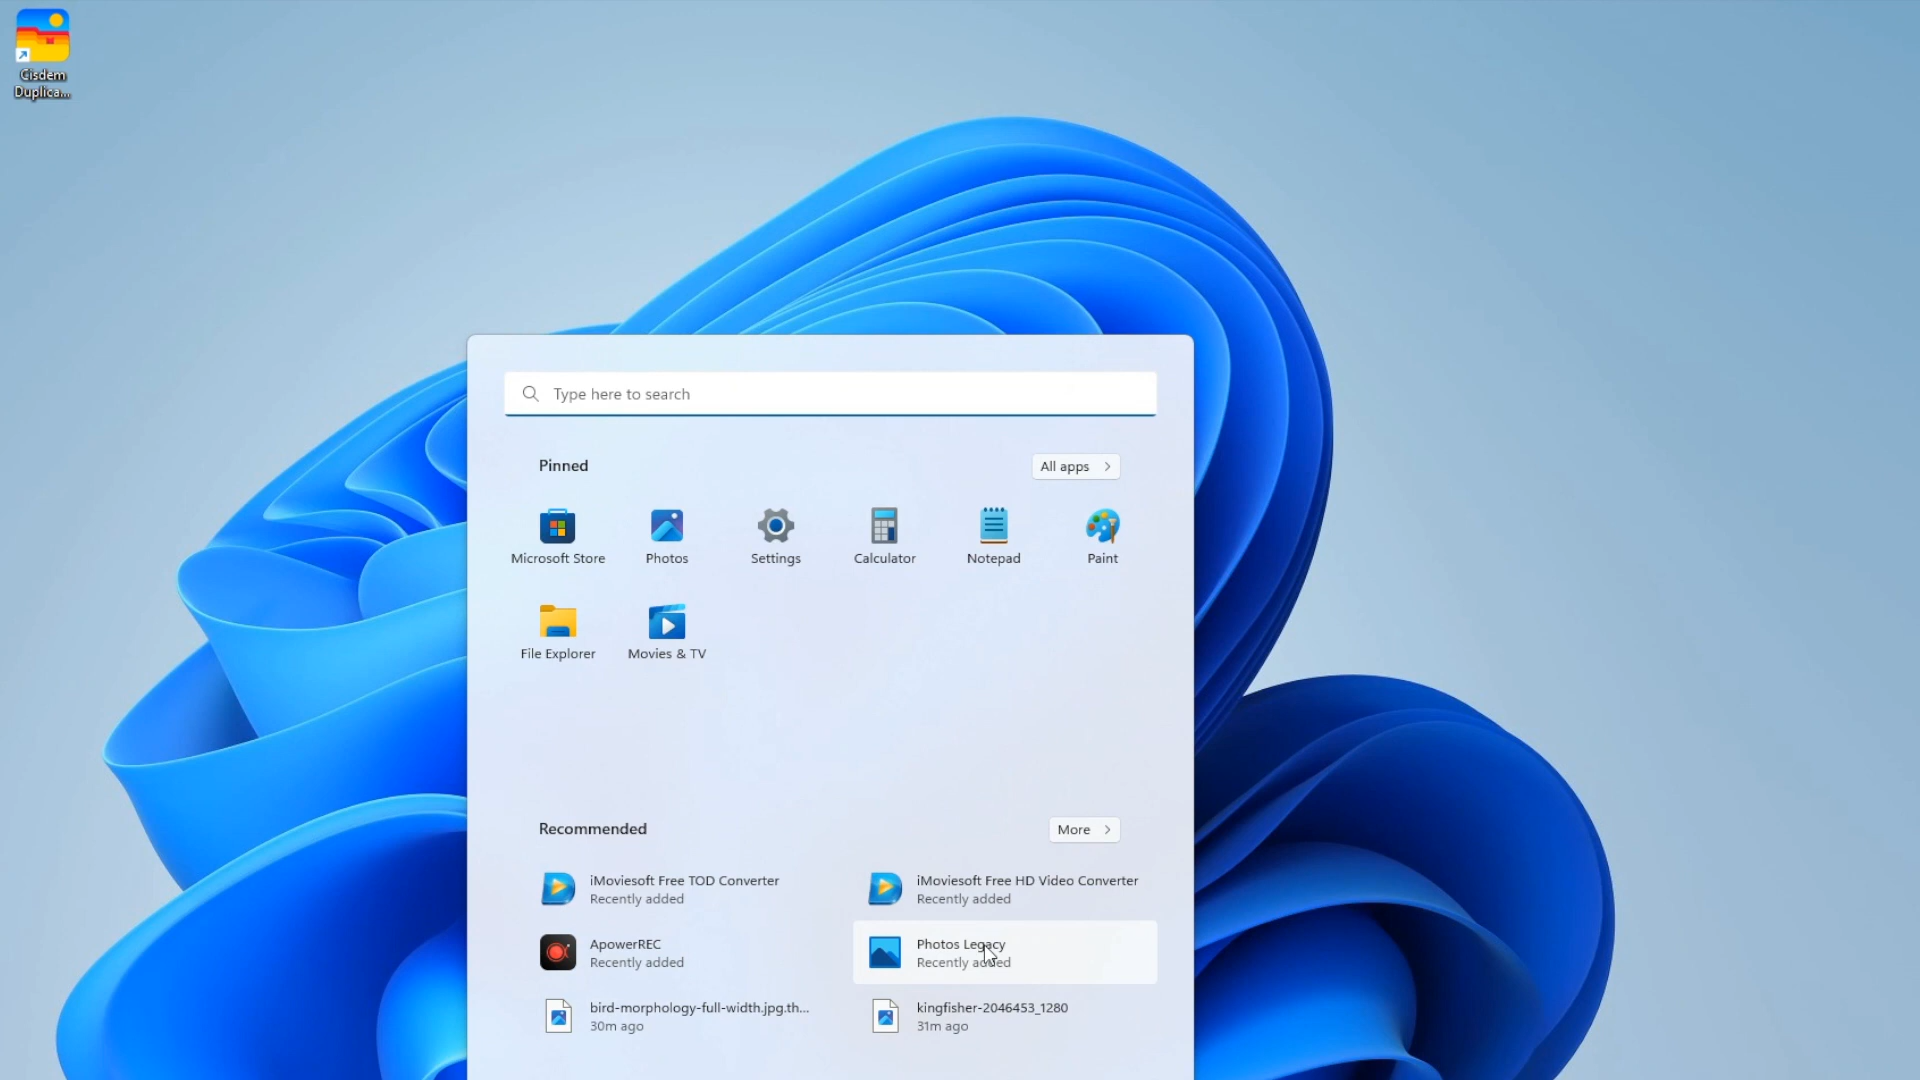 Cisdem
Duplica...
Type here to search
Pinned
All apps
Microsoft Store
Photos
Settings
Calculator
Notepad
Paint
File Explorer
Movies & TV
Recommended
More
iMoviesoft Free TOD Converter
Recently added
iMoviesoft Free HD Video Converter
Recently added
ApowerREC
Recently added
Photos Legacy
Recently added
bird-morphology-full-width.jpg.th...
30m ago
kingfisher-2046453_1280
31m ago